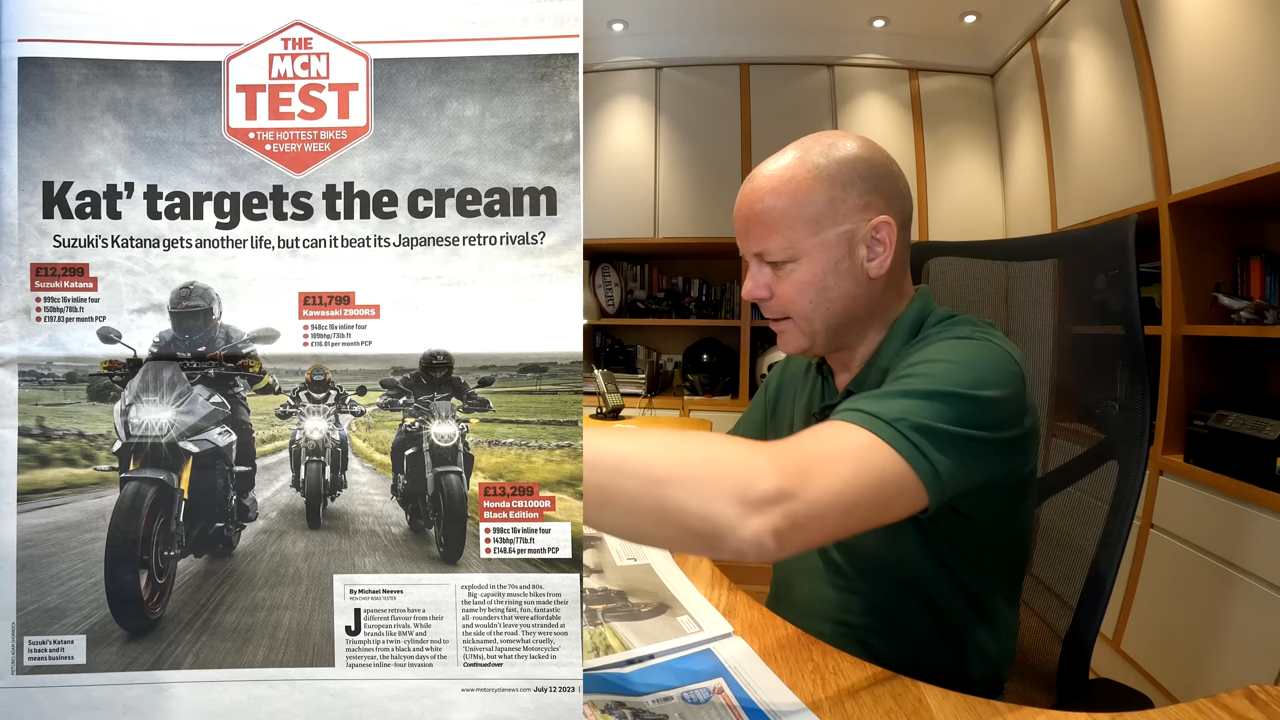 THE
MCN
TEST
•THE HOTTEST BIKES
•EVERY WEEK
Kat' targets the cream
Suzuki's Katana gets another life, but can it beat its Japanese retro rivals?
£12,299
Suzuki Katana
● 999cc 16v inline four
● 150bhp/78lb.ft
● £197.83 per month PCP
£11,799
Kawasaki Z900RS
● 948cc 16v inline four
● 109bhp/73lb.ft
● £116.01 per month PCP
£13,299
Honda CB1000R
Black Edition
● 998cc 16v inline four
● 143bhp/77lb.ft
● £148.64 per month PCP
Suzuki's Katana
is back and it
means business
By Michael Neeves
MCN CHIEF ROAD TESTER
Japanese retros have a
different flavour from their
European rivals. While
brands like BMW and
Triumph tip a twin-cylinder nod to
machines from a black and white
yesteryear, the halcyon days of the
Japanese inline-four invasion
exploded in the 70s and 80s.
Big-capacity muscle bikes from
the land of the rising sun made their
name by being fast, fun, fantastic
all-rounders that were affordable
and wouldn't leave you stranded at
the side of the road. They were soon
nicknamed, somewhat cruelly,
'Universal Japanese Motorcycles'
(UJMs), but what they lacked in
Continued over
www.motorcyclenews.com July 12 2023 |
GILBERT